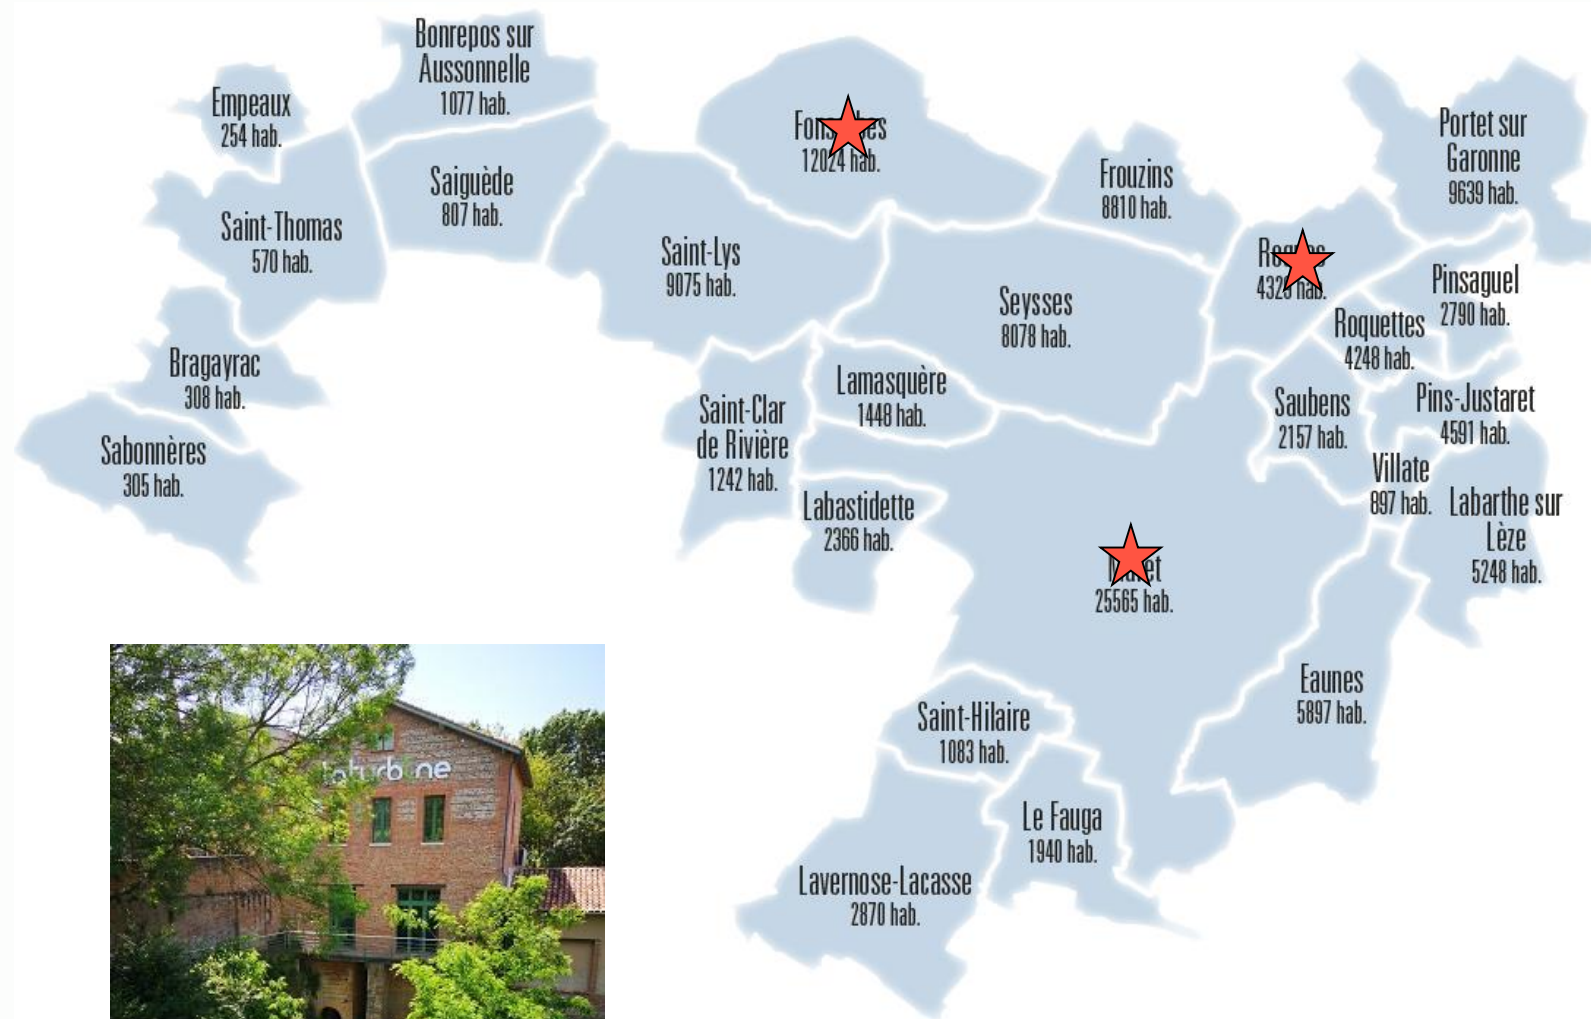 Bonrepos sur
Aussonnelle
1077 hab.
Empeaux
254 hab.
12024 hab.
Portet sur
Garonne
9639 hab.
Saiguède
807 hab.
Frouzins
8810 hab.
Saint-Thomas
570 hab.
Saint-Lys
9075 hab.
Seysses
8078 hab.
Pinsaguel
2790 hab.
Roquettes
4248 hab.
Bragayrac
308 hab.
Lamasquère
1448 hab.
Saint-Clar
de Rivière
1242 hab.
Saubens
2157 hab.
Pins-Justaret
4591 hab.
Sabonnères
305 hab.
Villate
897 hab.
Labarthe sur
Lèze
5248 hab.
Labastidette
2366 hab.
25565 hab.
Eaunes
5897 hab.
Saint-Hilaire
1083 hab.
Le Fauga
1940 hab.
Lavernose-Lacasse
2870 hab.